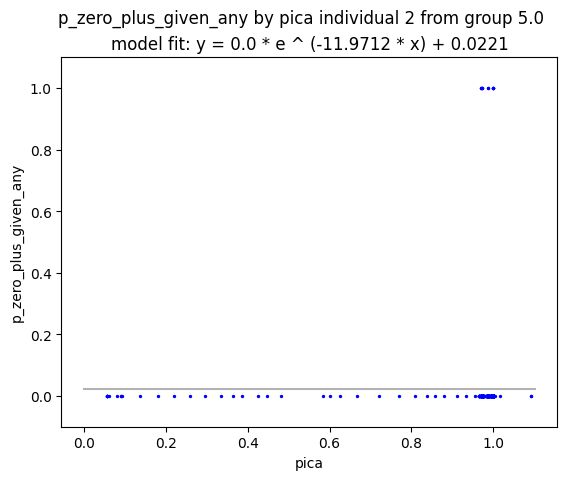 p_zero_plus_given_any by pica individual 2 from group 5.0
model fit: y = 0.0 * e ^ (-11.9712 * x) + 0.0221
1.0
0.8
0.6
0.4
0.2
0.0
p_zero_plus_given_any
0.0 0.2 0.4 0.6 0.8 1.0
pica